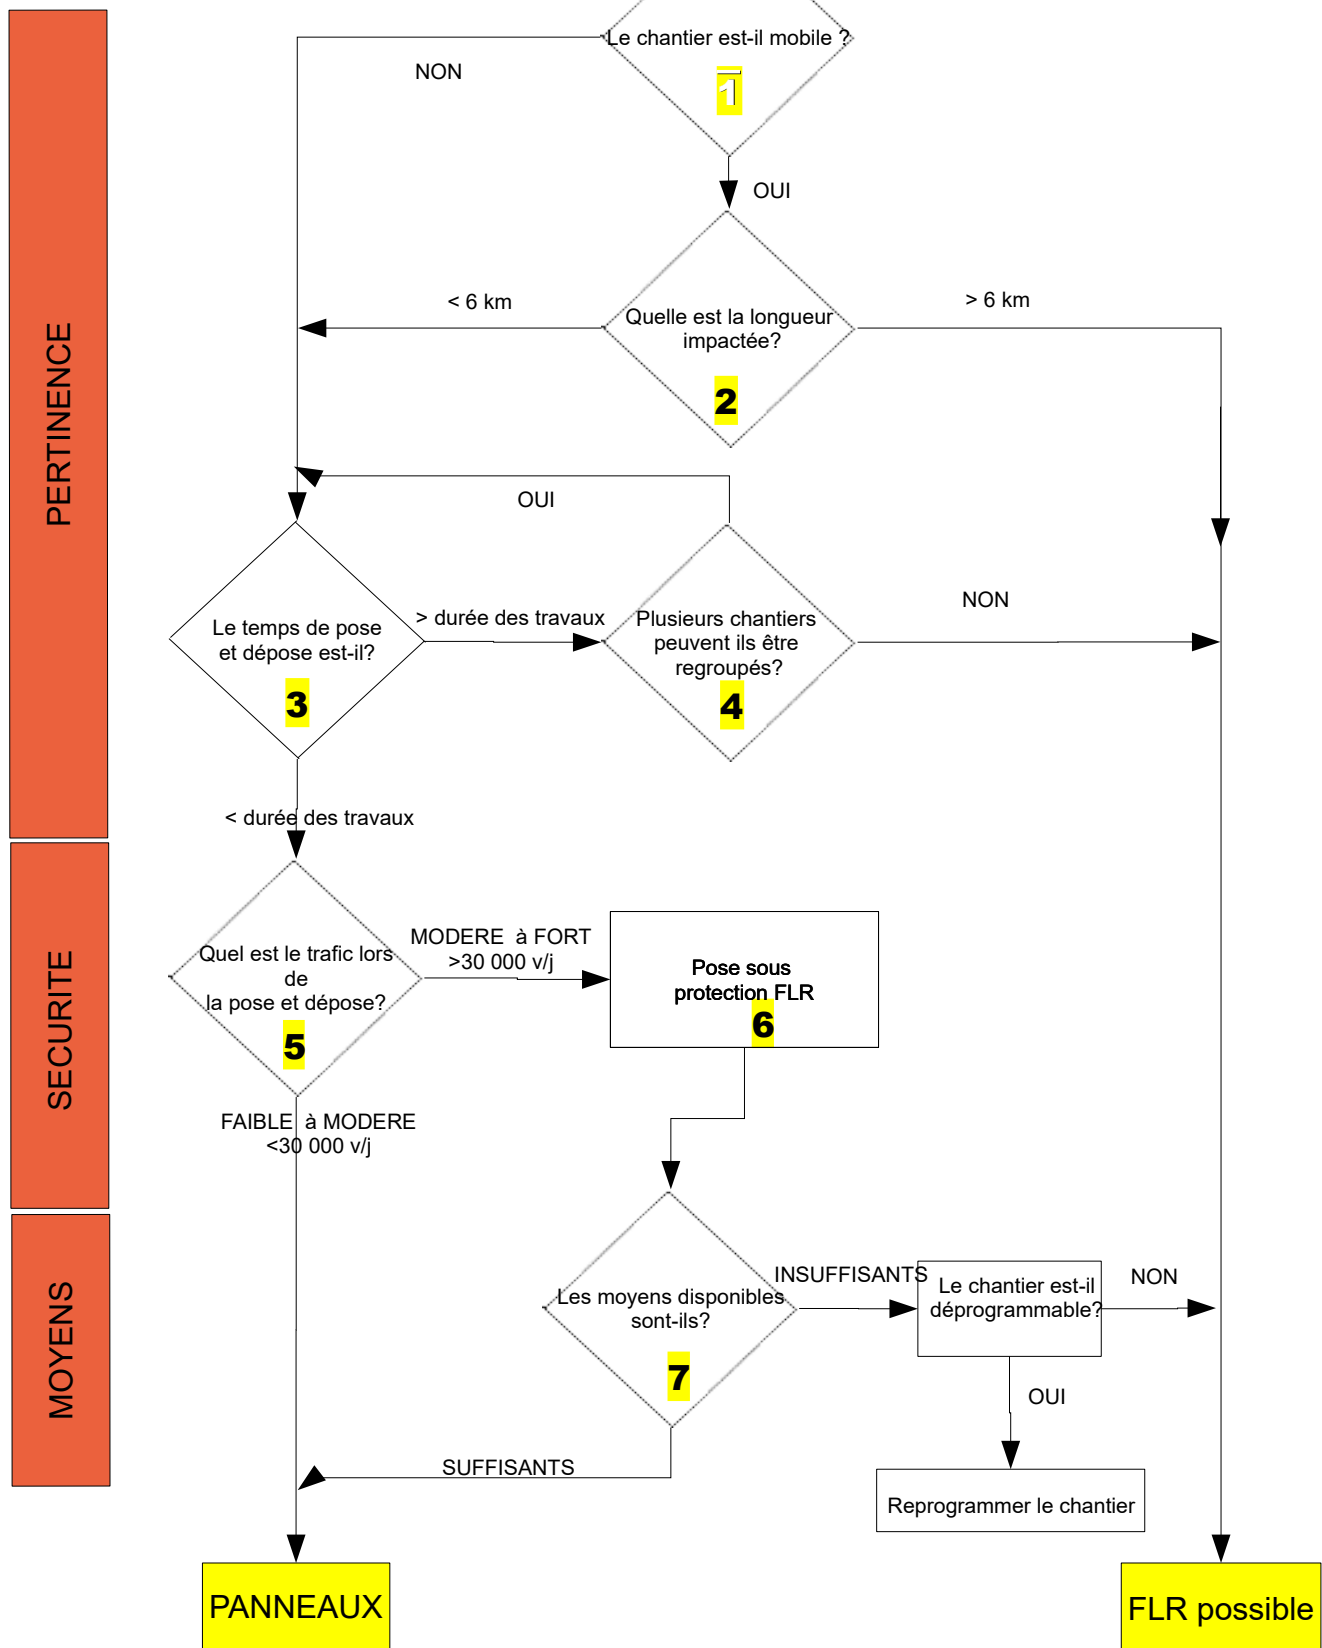 PERTINENCE
Le chantier est-il mobile ?
1
NON
OUI
< 6 km
> 6 km
Quelle est la longueur
impactée?
2
OUI
Le temps de pose
et dépose est-il?
3
> durée des travaux
Plusieurs chantiers
peuvent ils être
regroupés?
4
NON
< durée des travaux
SECURITE
Quel est le trafic lors
de
la pose et dépose?
5
MODERE à FORT
>30 000 v/j
Pose sous
protection FLR
6
FAIBLE à MODERE
<30 000 v/j
MOYENS
Les moyens disponibles
sont-ils?
7
INSUFFISANTS
Le chantier est-il
déprogrammable?
NON
OUI
SUFFISANTS
Reprogrammer le chantier
PANNEAUX
FLR possible